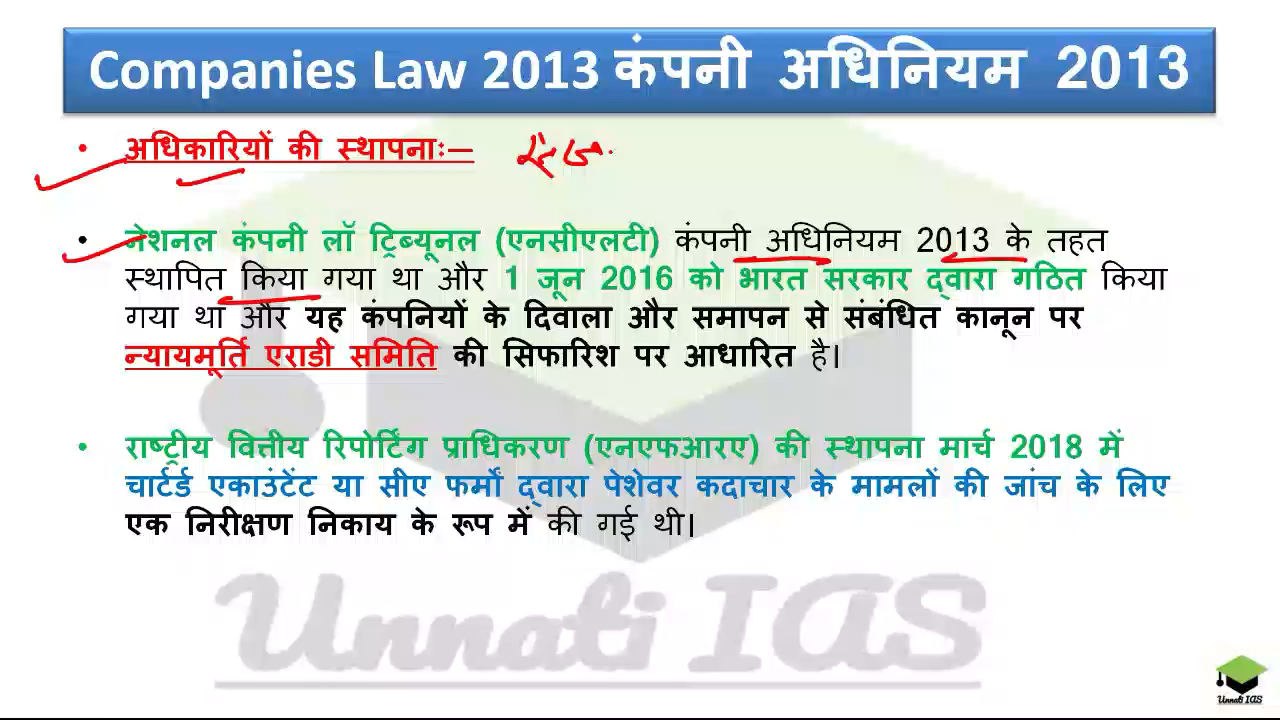 Companies Law 2013 कंपनी अधिनियम 2013
• अधिकारियों की स्थापनाः—
• नेशनल कंपनी लॉ ट्रिब्यूनल (एनसीएलटी) कंपनी अधिनियम 2013 के तहत
स्थापित किया गया था और 1 जून 2016 को भारत सरकार द्वारा गठित किया
गया था और यह कंपनियों के दिवाला और समापन से संबंधित कानून पर
न्यायमूर्ति एराडी समिति की सिफारिश पर आधारित है।
• राष्ट्रीय वित्तीय रिपोर्टिंग प्राधिकरण (एनएफआरए) की स्थापना मार्च 2018 में
चार्टर्ड एकाउंटेंट या सीए फर्मों द्वारा पेशेवर कदाचार के मामलों की जांच के लिए
एक निरीक्षण निकाय के रूप में की गई थी।
Unnati IAS
Unnati IAS